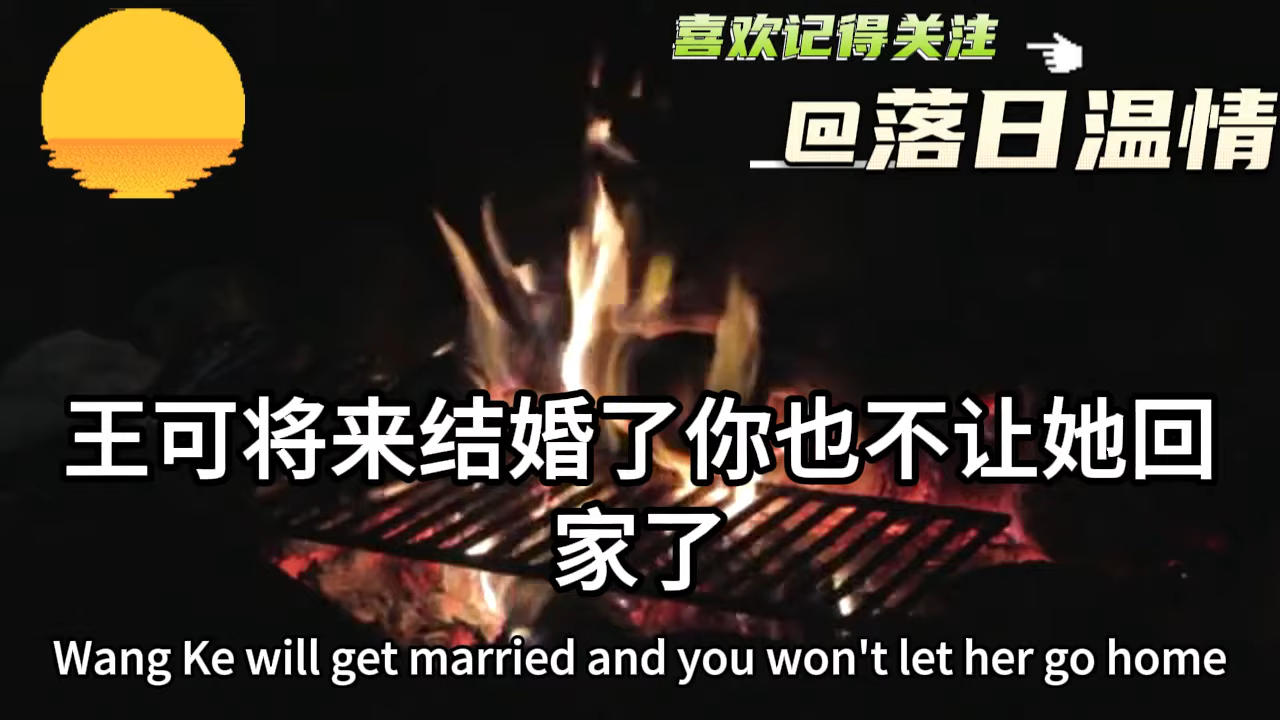 喜欢记得关注
@落日温情
王可将来结婚了你也不让她回
家了
Wang Ke will get married and you won't let her go home